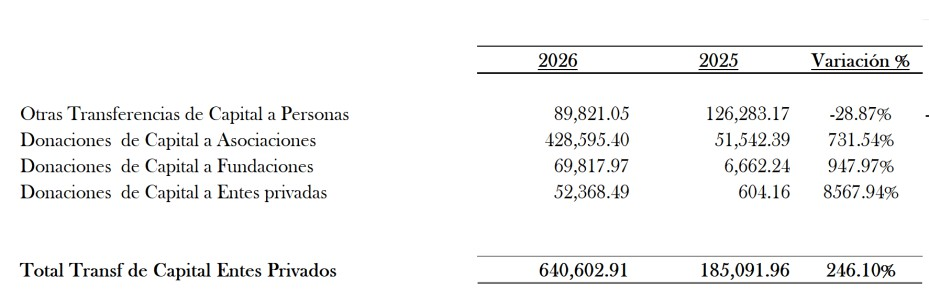 2026 2025 Variación %
Otras Transferencias de Capital a Personas 89,821.05 126,283.17 -28.87%
Donaciones de Capital a Asociaciones 428,595.40 51,542.39 731.54%
Donaciones de Capital a Fundaciones 69,817.97 6,662.24 947.97%
Donaciones de Capital a Entes privadas 52,368.49 604.16 8567.94%
Total Transf de Capital Entes Privados 640,602.91 185,091.96 246.10%